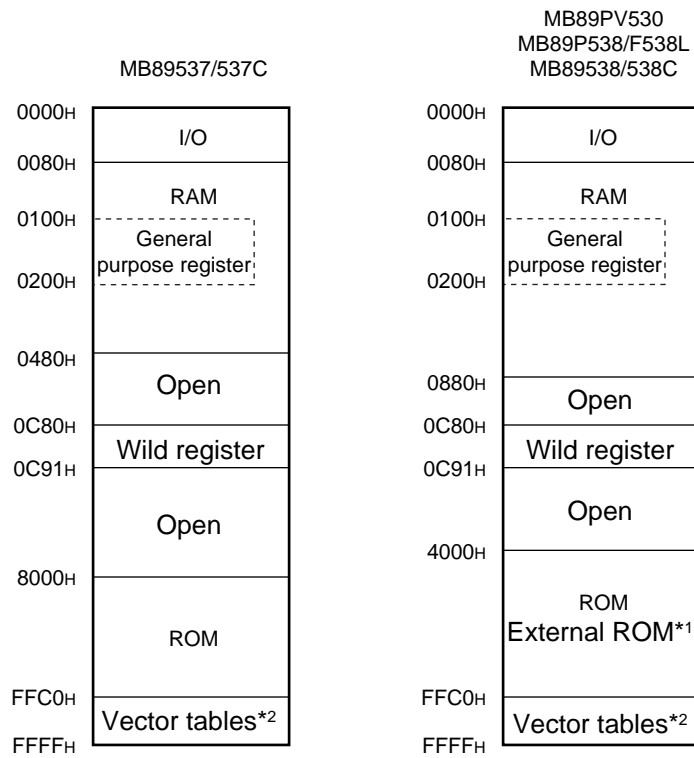 MB89537/537C
0000H
I/O
0080H
RAM
0100H
General
purpose register
0200H
0480H
Open
0C80H
Wild register
0C91H
Open
8000H
ROM
FFC0H
Vector tables*2
FFFFH
MB89PV530
MB89P538/F538L
MB89538/538C
0000H
I/O
0080H
RAM
0100H
General
purpose register
0200H
0880H
Open
0C80H
Wild register
0C91H
Open
4000H
ROM
External ROM*1
FFC0H
Vector tables*2
FFFFH